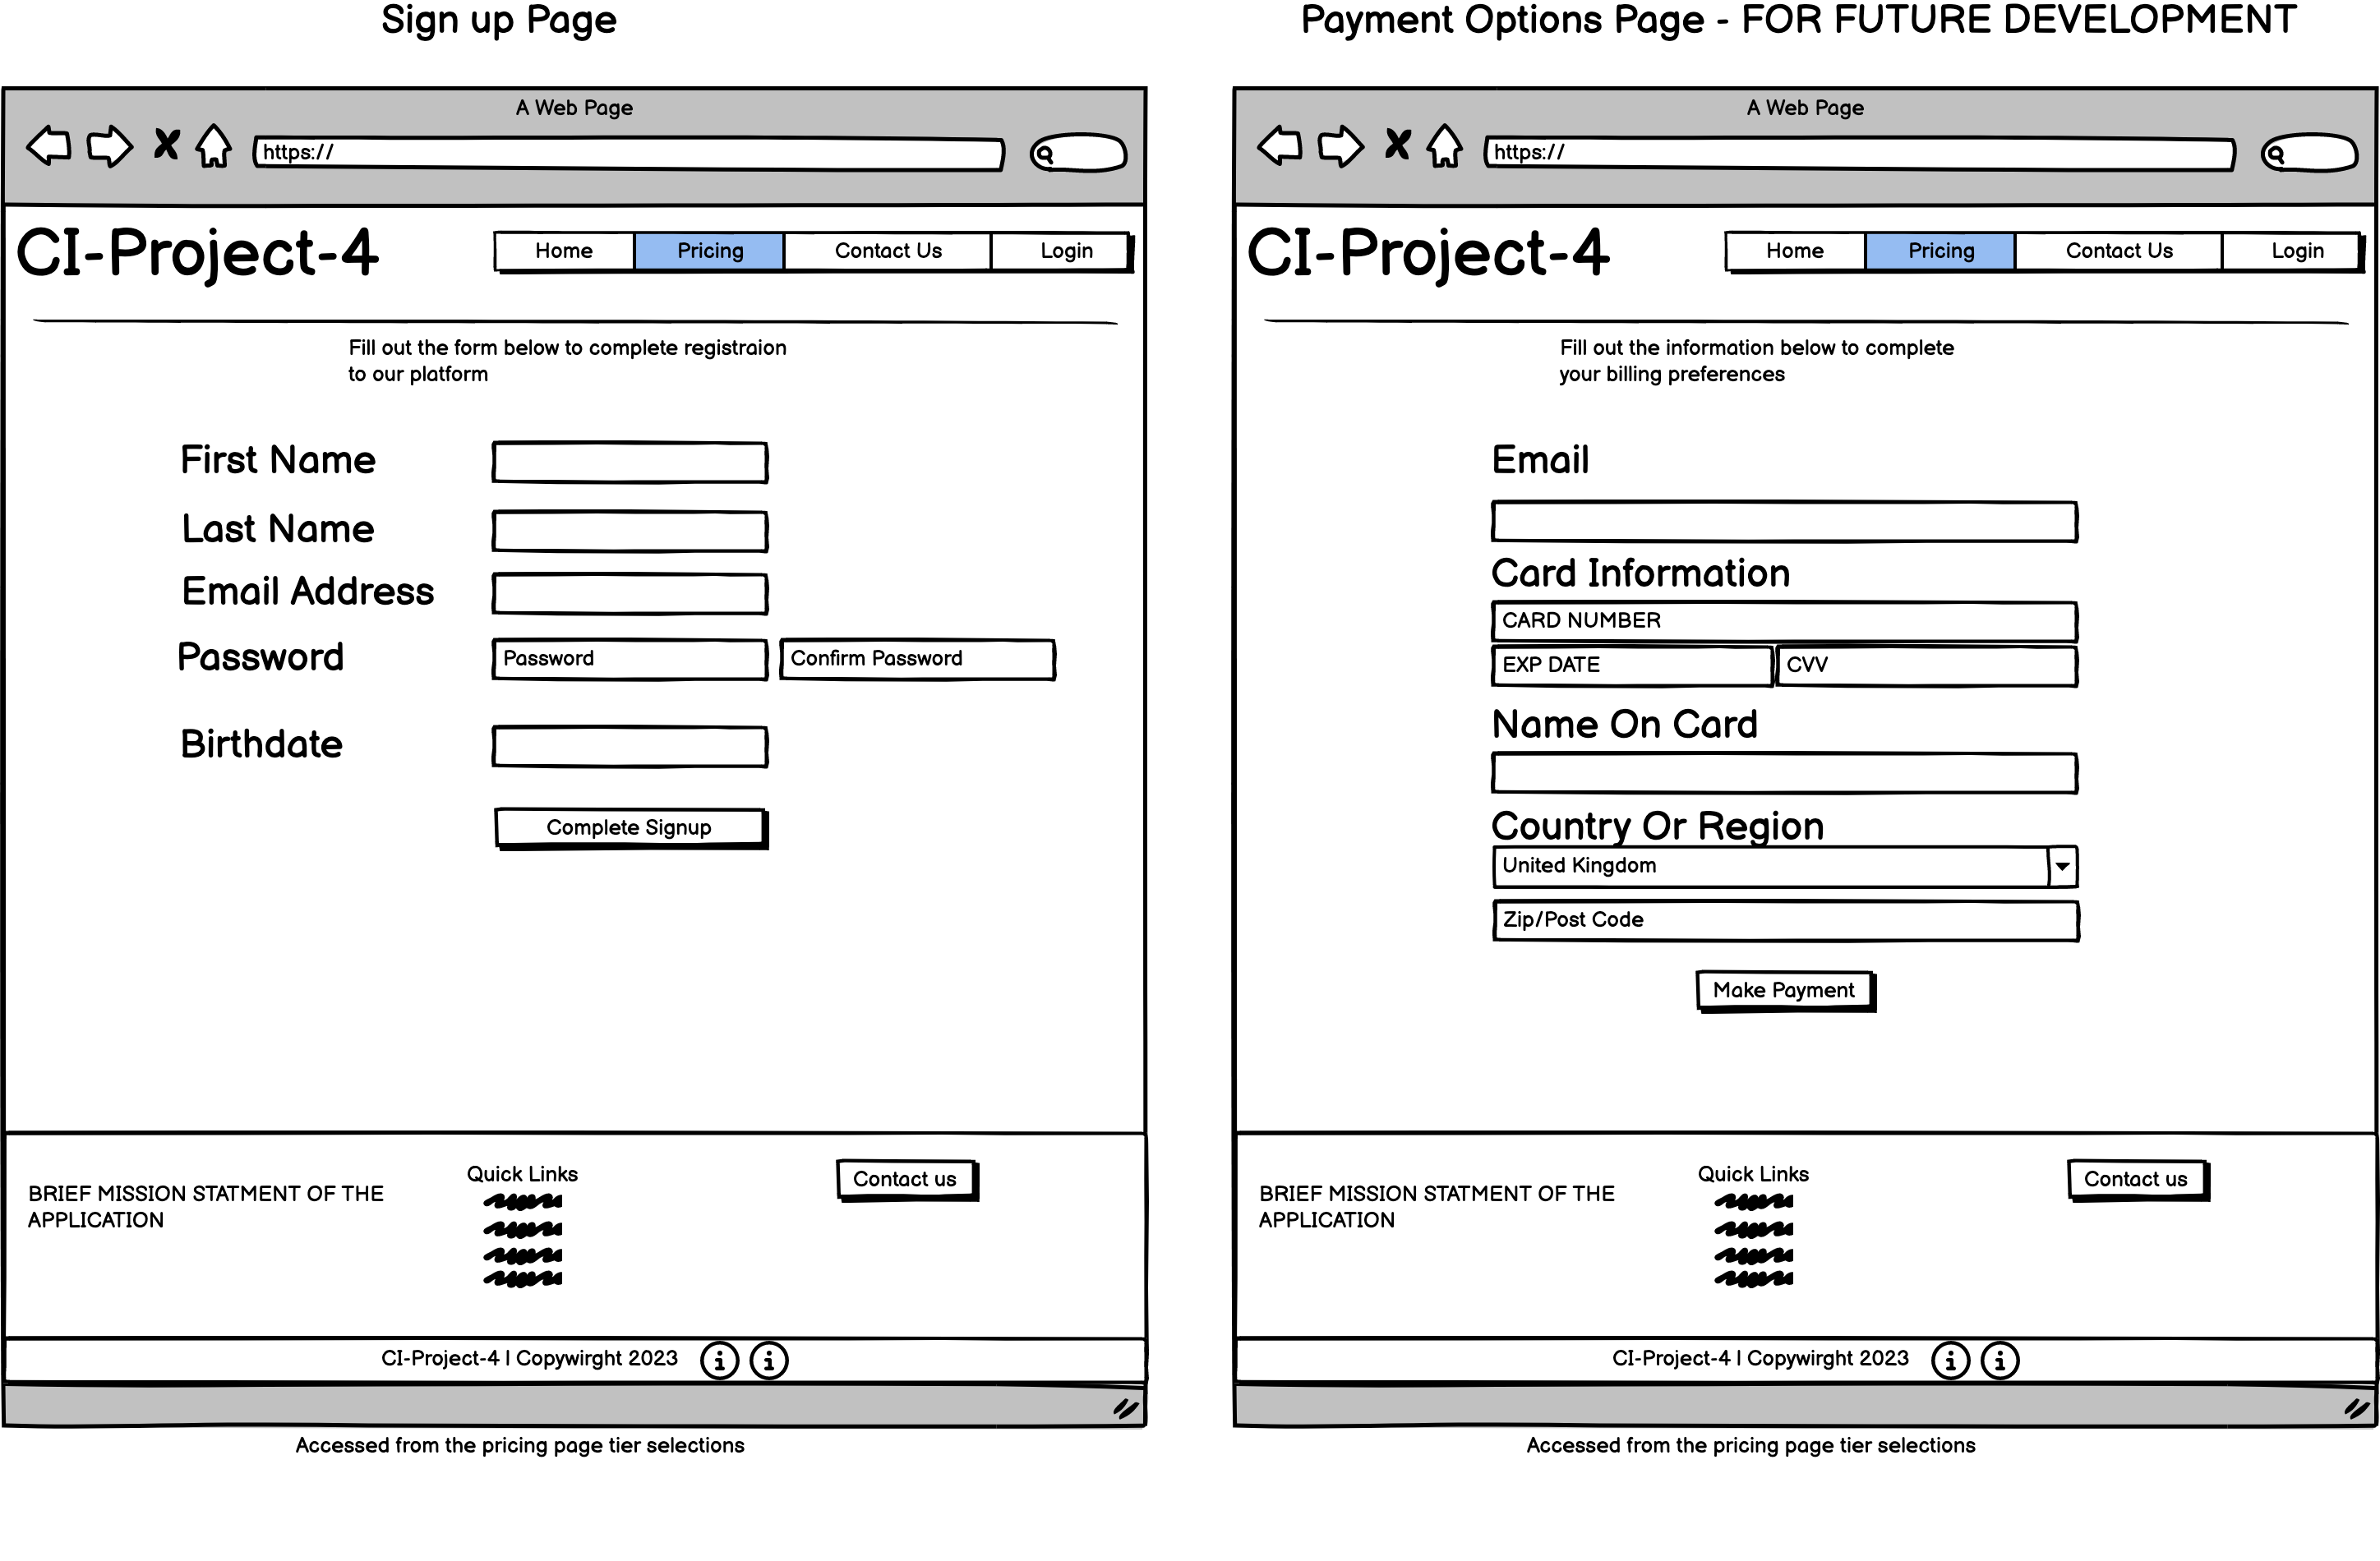 Sign up Page
A Web Page
https://
CI-Project-4
Home Pricing Contact Us Login
Fill out the form below to complete registraion
to our platform
First Name
Last Name
Email Address
Password Password Confirm Password
Birthdate
Complete Signup
BRIEF MISSION STATMENT OF THE
APPLICATION
Quick Links
Contact us
CI-Project-4 | Copywirght 2023 i i
Accessed from the pricing page tier selections
Payment Options Page - FOR FUTURE DEVELOPMENT
A Web Page
https://
CI-Project-4
Home Pricing Contact Us Login
Fill out the information below to complete
your billing preferences
Email
Card Information
CARD NUMBER
EXP DATE CVV
Name On Card
Country Or Region
United Kingdom
Zip/Post Code
Make Payment
BRIEF MISSION STATMENT OF THE
APPLICATION
Quick Links
Contact us
CI-Project-4 | Copywirght 2023 i i
Accessed from the pricing page tier selections